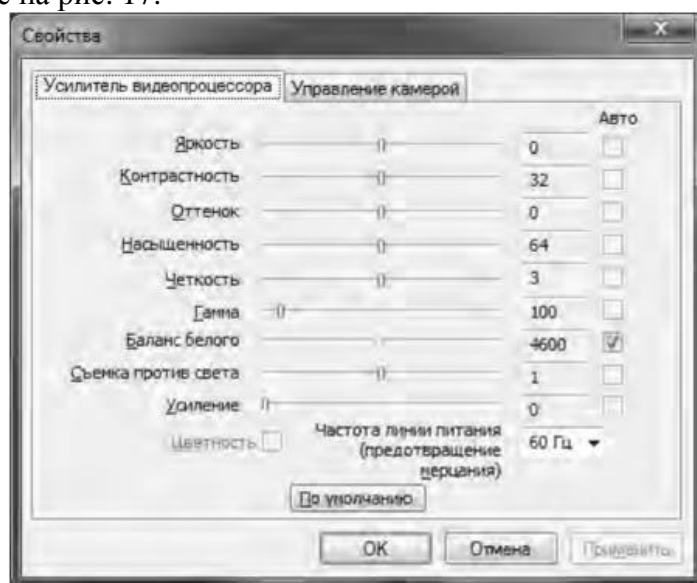 на рис. 17.
Свойства
Усилитель видеопроцессора Управление камерой
Авто
Яркость 0
Контрастность 32
Оттенок 0
Насыщенность 64
Четкость 3
Гамма 100
Баланс белого 4600
Съемка против света 1
Усиление 0
Цветность Частота линии питания (предотвращение мерцания) 60 Гц
По умолчанию
ОК Отмена Применить